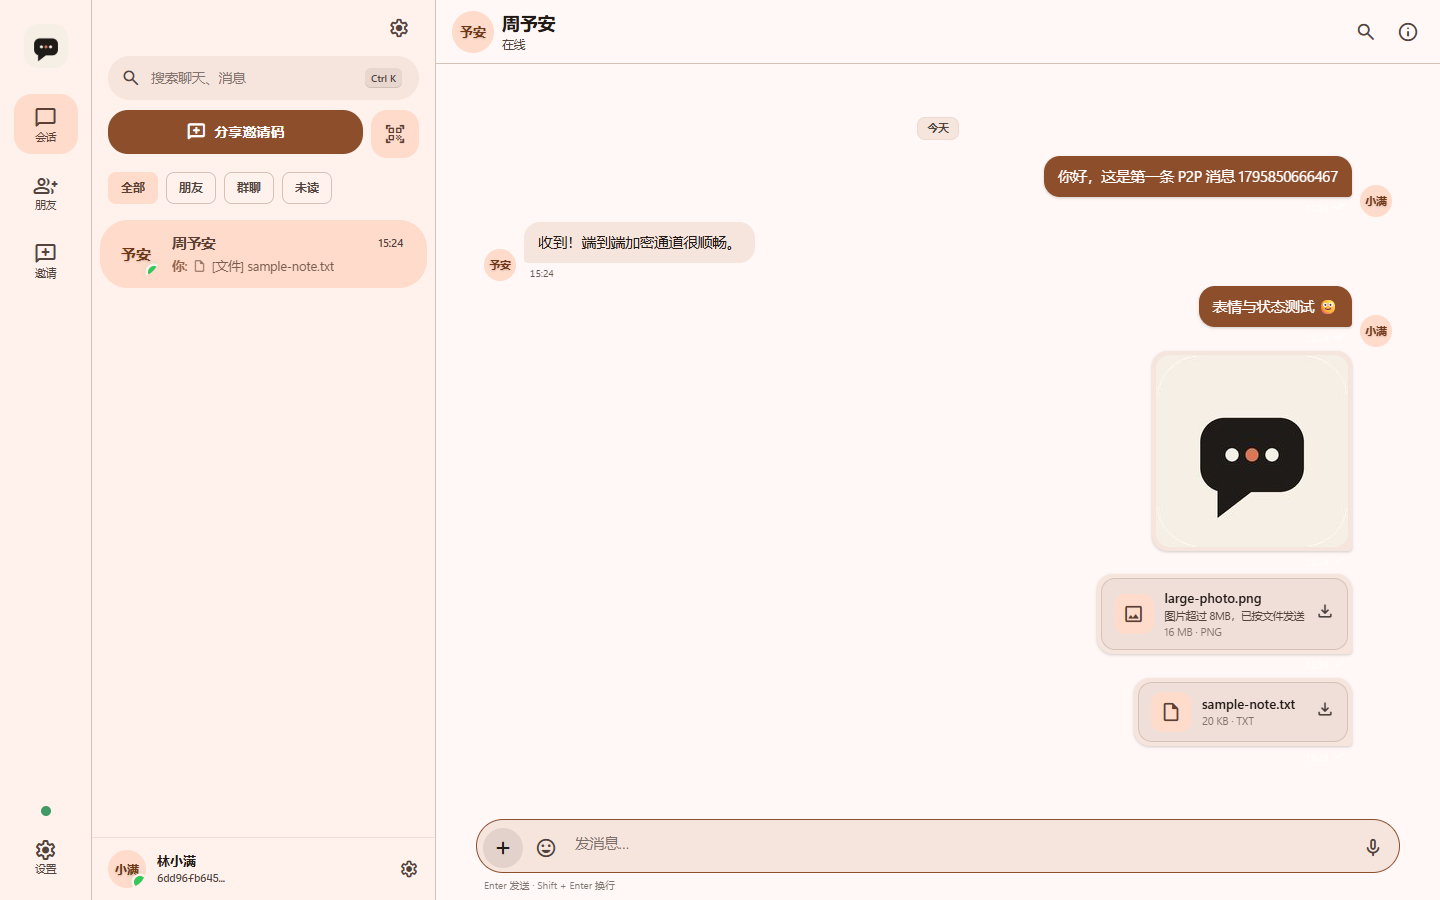 会话
朋友
邀请
设置
搜索聊天、消息
Ctrl K
分享邀请码
全部
朋友
群聊
未读
予安
周予安
15:24
你: [文件] sample-note.txt
小满
林小满
6dd96fb645...
予安
周予安
在线
今天
你好，这是第一条 P2P 消息 1795850666467
小满
收到！端到端加密通道很顺畅。
予安
15:24
表情与状态测试
小满
large-photo.png
图片超过 8MB，已按文件发送
16 MB · PNG
sample-note.txt
20 KB · TXT
发消息...
Enter 发送 · Shift + Enter 换行